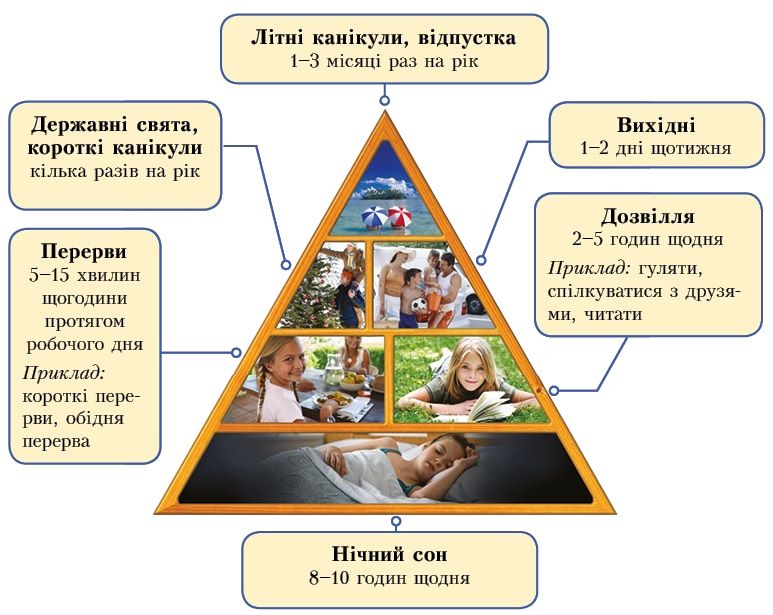 Літні канікули, відпустка
1–3 місяці раз на рік
Державні свята,
короткі канікули
кілька разів на рік
Вихідні
1–2 дні щотижня
Перерви
5–15 хвилин
щогодини
протягом
робочого дня
Приклад:
короткі пере-
рви, обідня
перерва
Дозвілля
2–5 годин щодня
Приклад: гуляти,
спілкуватися з друзя-
ми, читати
Нічний сон
8–10 годин щодня